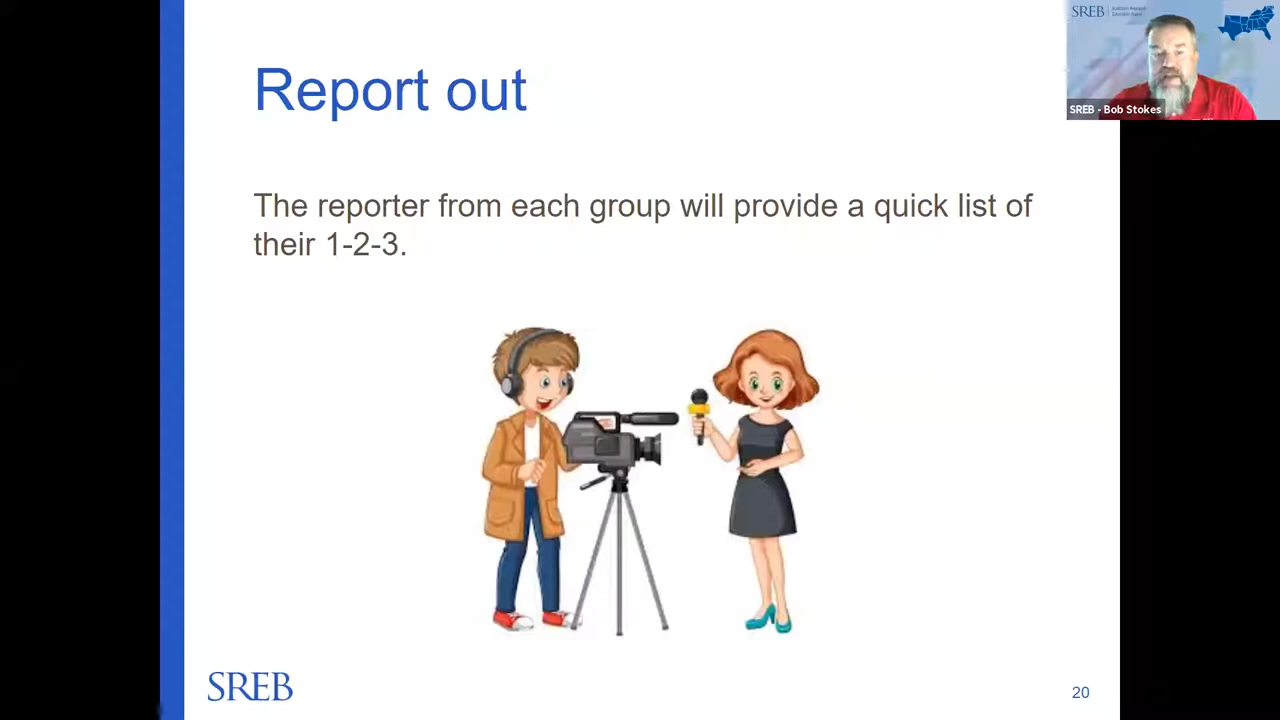 SREB
Report out
SREB - Bob Stokes
The reporter from each group will provide a quick list of
their 1-2-3.
SREB
20